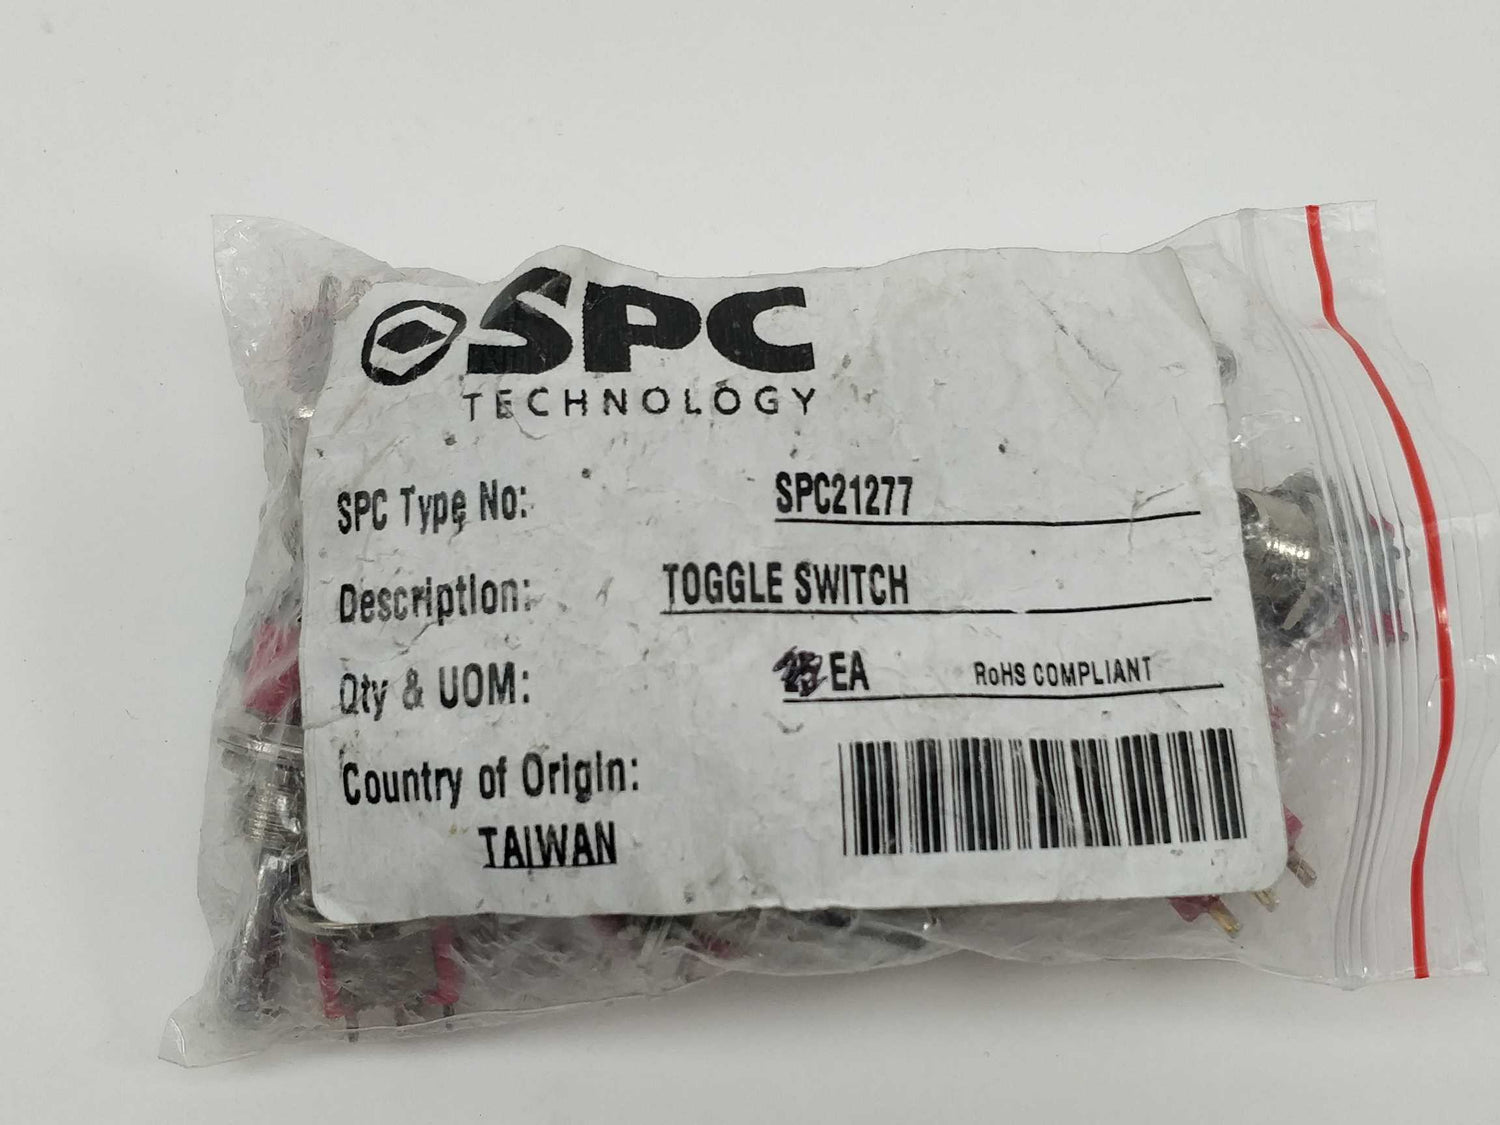 SPC
TECHNOLOGY
SPC Type No: SPC21277
Description: TOGGLE SWITCH
Qty & UOM: EA RoHS COMPLIANT
Country of Origin:
TAIWAN